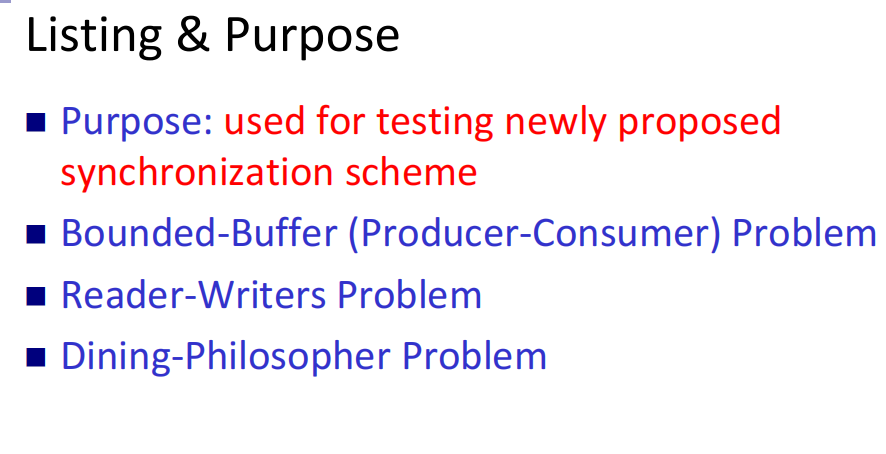 Listing & Purpose
Purpose: used for testing newly proposed
synchronization scheme
Bounded-Buffer (Producer-Consumer) Problem
Reader-Writers Problem
Dining-Philosopher Problem